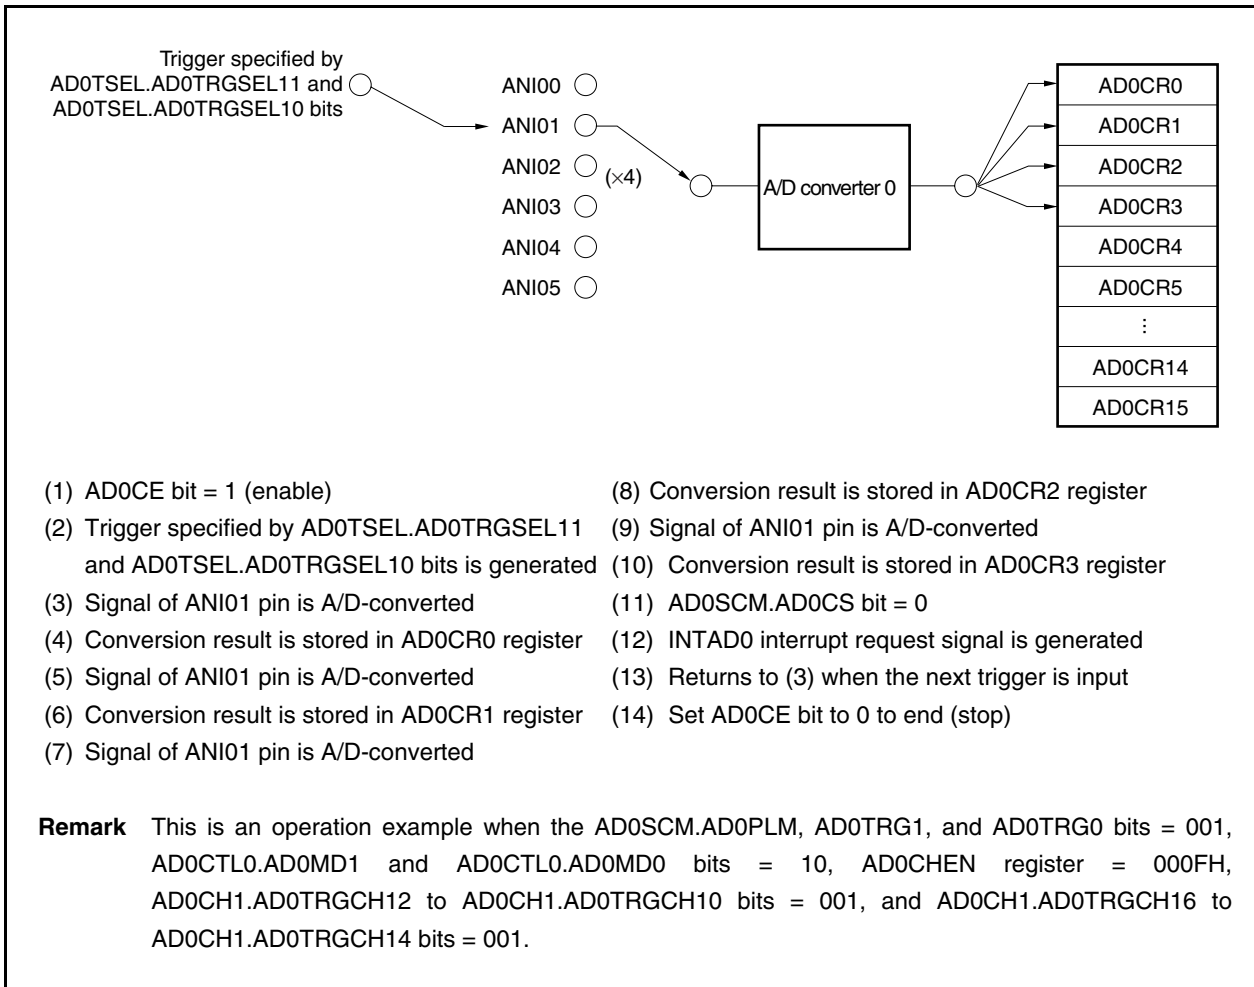 Trigger specified by
AD0TSEL.AD0TRGSEL11 and
AD0TSEL.AD0TRGSEL10 bits
ANI00
ANI01
ANI02
(×4)
ANI03
ANI04
ANI05
A/D converter 0
AD0CR0
AD0CR1
AD0CR2
AD0CR3
AD0CR4
AD0CR5
⋮
AD0CR14
AD0CR15
(1) AD0CE bit = 1 (enable)
(2) Trigger specified by AD0TSEL.AD0TRGSEL11
and AD0TSEL.AD0TRGSEL10 bits is generated
(3) Signal of ANI01 pin is A/D-converted
(4) Conversion result is stored in AD0CR0 register
(5) Signal of ANI01 pin is A/D-converted
(6) Conversion result is stored in AD0CR1 register
(7) Signal of ANI01 pin is A/D-converted
(8) Conversion result is stored in AD0CR2 register
(9) Signal of ANI01 pin is A/D-converted
(10) Conversion result is stored in AD0CR3 register
(11) AD0SCM.AD0CS bit = 0
(12) INTAD0 interrupt request signal is generated
(13) Returns to (3) when the next trigger is input
(14) Set AD0CE bit to 0 to end (stop)
Remark This is an operation example when the AD0SCM.AD0PLM, AD0TRG1, and AD0TRG0 bits = 001,
AD0CTL0.AD0MD1 and AD0CTL0.AD0MD0 bits = 10, AD0CHEN register = 000FH,
AD0CH1.AD0TRGCH12 to AD0CH1.AD0TRGCH10 bits = 001, and AD0CH1.AD0TRGCH16 to
AD0CH1.AD0TRGCH14 bits = 001.